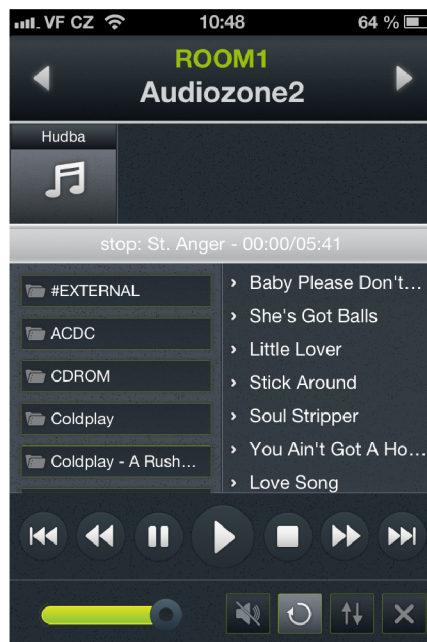 VF CZ 10:48 64 %
ROOM1
Audiozone2
Hudba
stop: St. Anger - 00:00/05:41
#EXTERNAL
ACDC
CDROM
Coldplay
Coldplay - A Rush...
Baby Please Don't...
She's Got Balls
Little Lover
Stick Around
Soul Stripper
You Ain't Got A Ho...
Love Song